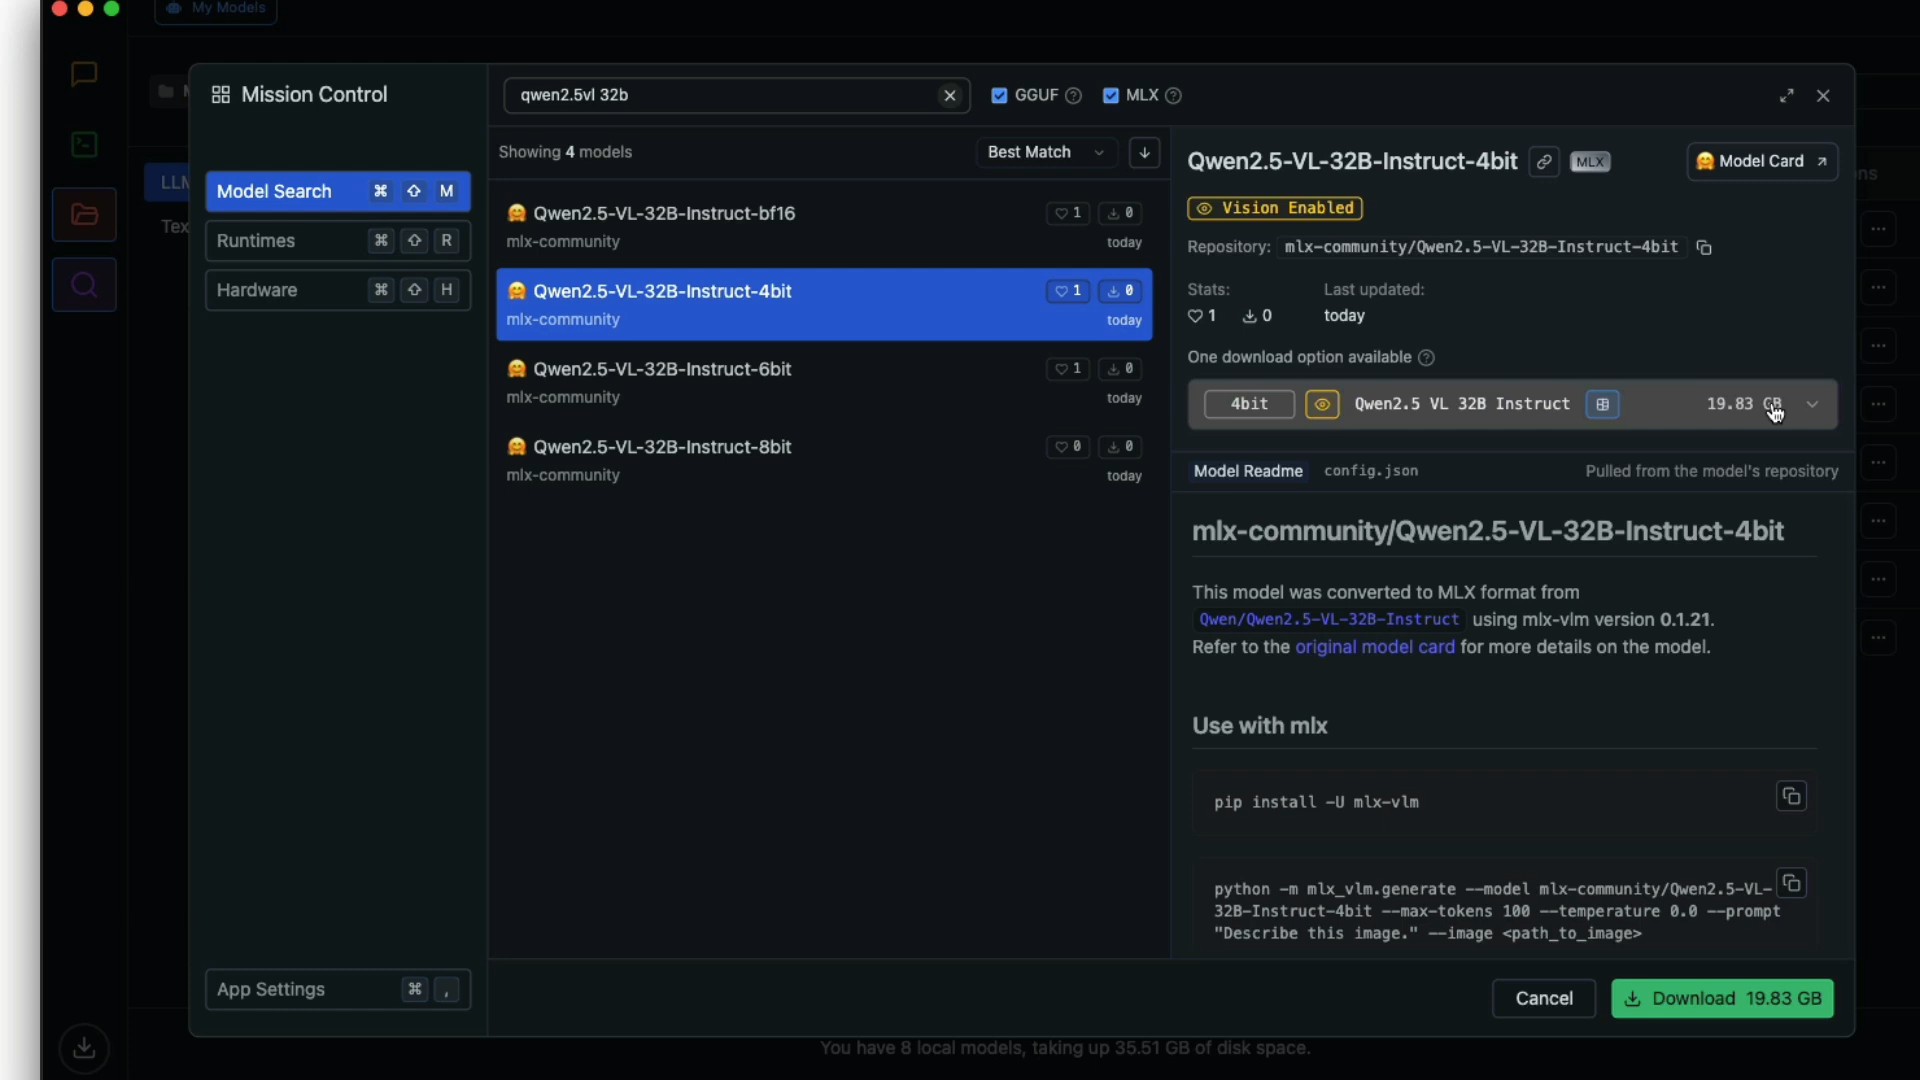 My Models
Mission Control
Model Search ⌘ ⇧ M
Runtimes ⌘ ⇧ R
Hardware ⌘ ⇧ H
App Settings ⌘ ,
LLM
Tex
qwen2.5vl 32b
GGUF
MLX
Showing 4 models
Best Match
Qwen2.5-VL-32B-Instruct-bf16 1 0
mlx-community today
Qwen2.5-VL-32B-Instruct-4bit 1 0
mlx-community today
Qwen2.5-VL-32B-Instruct-6bit 1 0
mlx-community today
Qwen2.5-VL-32B-Instruct-8bit 0 0
mlx-community today
Qwen2.5-VL-32B-Instruct-4bit MLX Model Card
Vision Enabled
Repository: mlx-community/Qwen2.5-VL-32B-Instruct-4bit
Stats: Last updated:
1 0 today
One download option available
4bit Qwen2.5 VL 32B Instruct 19.83 GB
Model Readme config.json Pulled from the model's repository
mlx-community/Qwen2.5-VL-32B-Instruct-4bit
This model was converted to MLX format from
Qwen/Qwen2.5-VL-32B-Instruct using mlx-vlm version 0.1.21.
Refer to the original model card for more details on the model.
Use with mlx
pip install -U mlx-vlm
python -m mlx_vlm.generate --model mlx-community/Qwen2.5-VL-
32B-Instruct-4bit --max-tokens 100 --temperature 0.0 --prompt
"Describe this image." --image <path_to_image>
Cancel
Download 19.83 GB
You have 8 local models, taking up 35.51 GB of disk space.